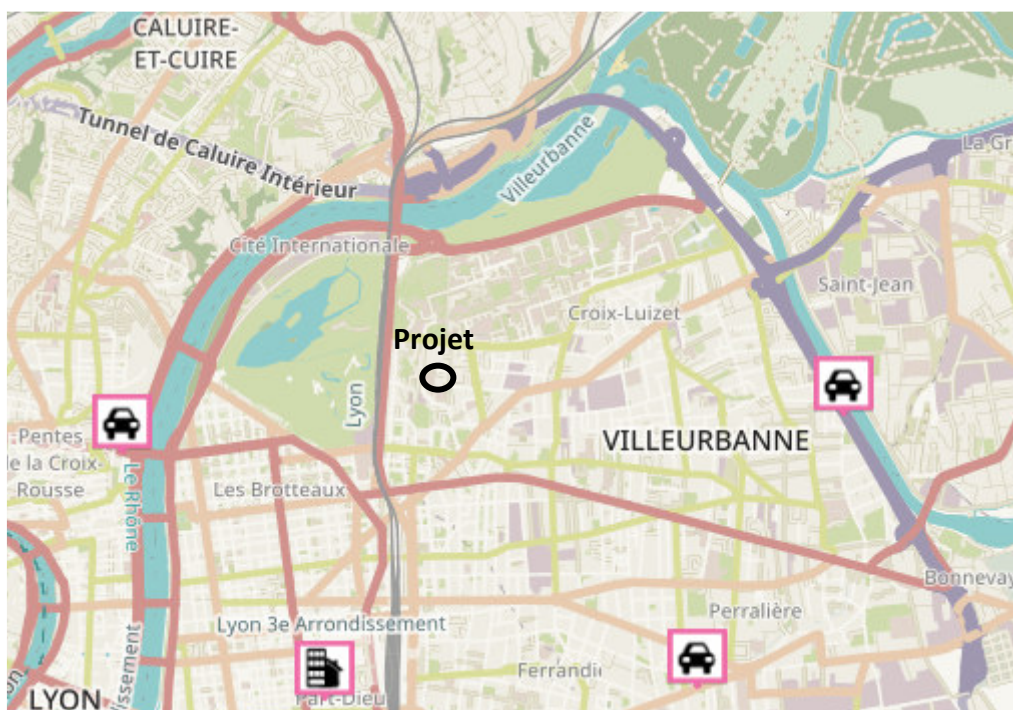 CALUIRE-
ET-CUIRE
Tunnel de Caluire Intérieur
Villeurbanne
La Gr
Cité Internationale
Saint-Jean
Croix-Luizet
Projet
Lyon
Pentes
de la Croix-
Rousse
VILLEURBANNE
Les Brotteaux
Le Rhône
Bonnevay
Perralière
Lyon 3e Arrondissement
Ferrandi
issement
Part-Dieu
LYON